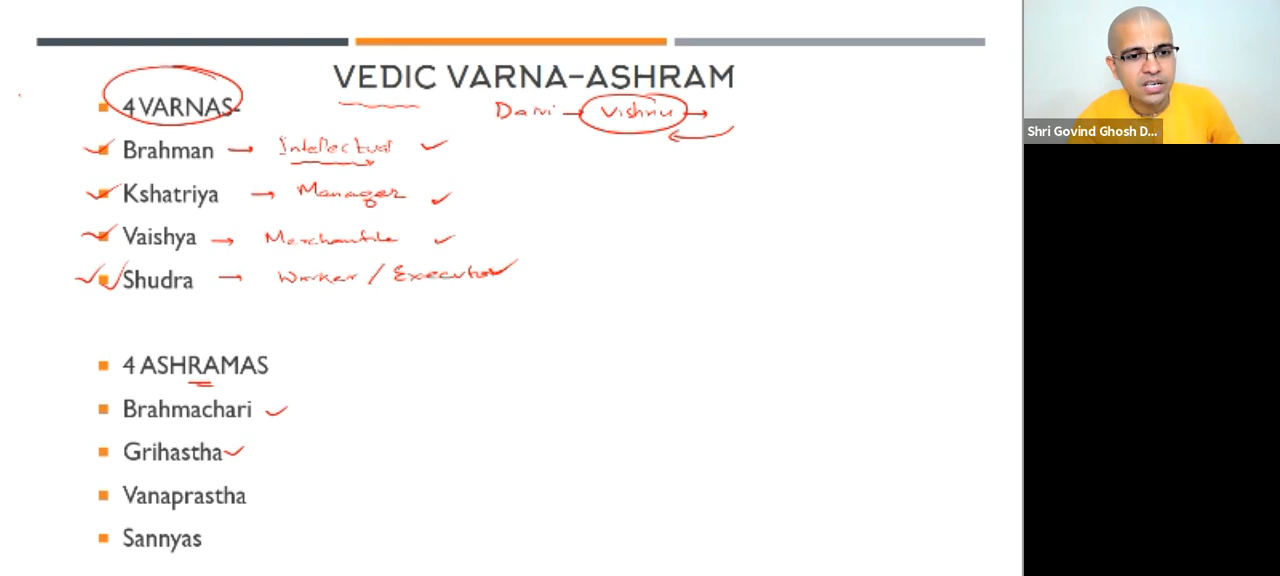 VEDIC VARNA-ASHRAM
4 VARNAS-
Daivi → Vishnu →
Brahman → Intellectual
Kshatriya → Manager
Vaishya → Merchantile
Shudra → Worker / Executor
4 ASHRAMAS
Brahmachari
Grihastha
Vanaprastha
Sannyas
Shri Govind Ghosh D...